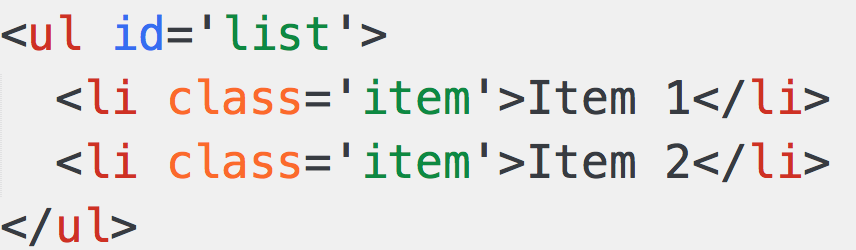 <ul id='list'>
  <li class='item'>Item 1</li>
  <li class='item'>Item 2</li>
</ul>